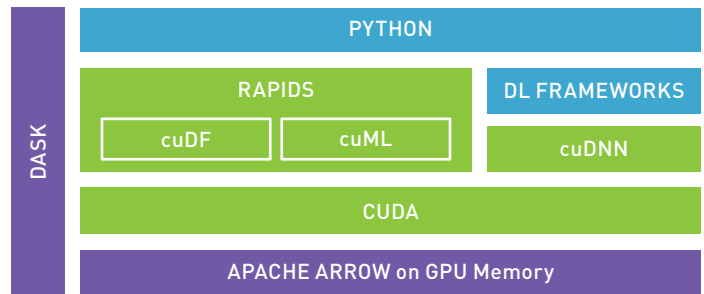 DASK
PYTHON
RAPIDS
cuDF
cuML
DL FRAMEWORKS
cuDNN
CUDA
APACHE ARROW on GPU Memory